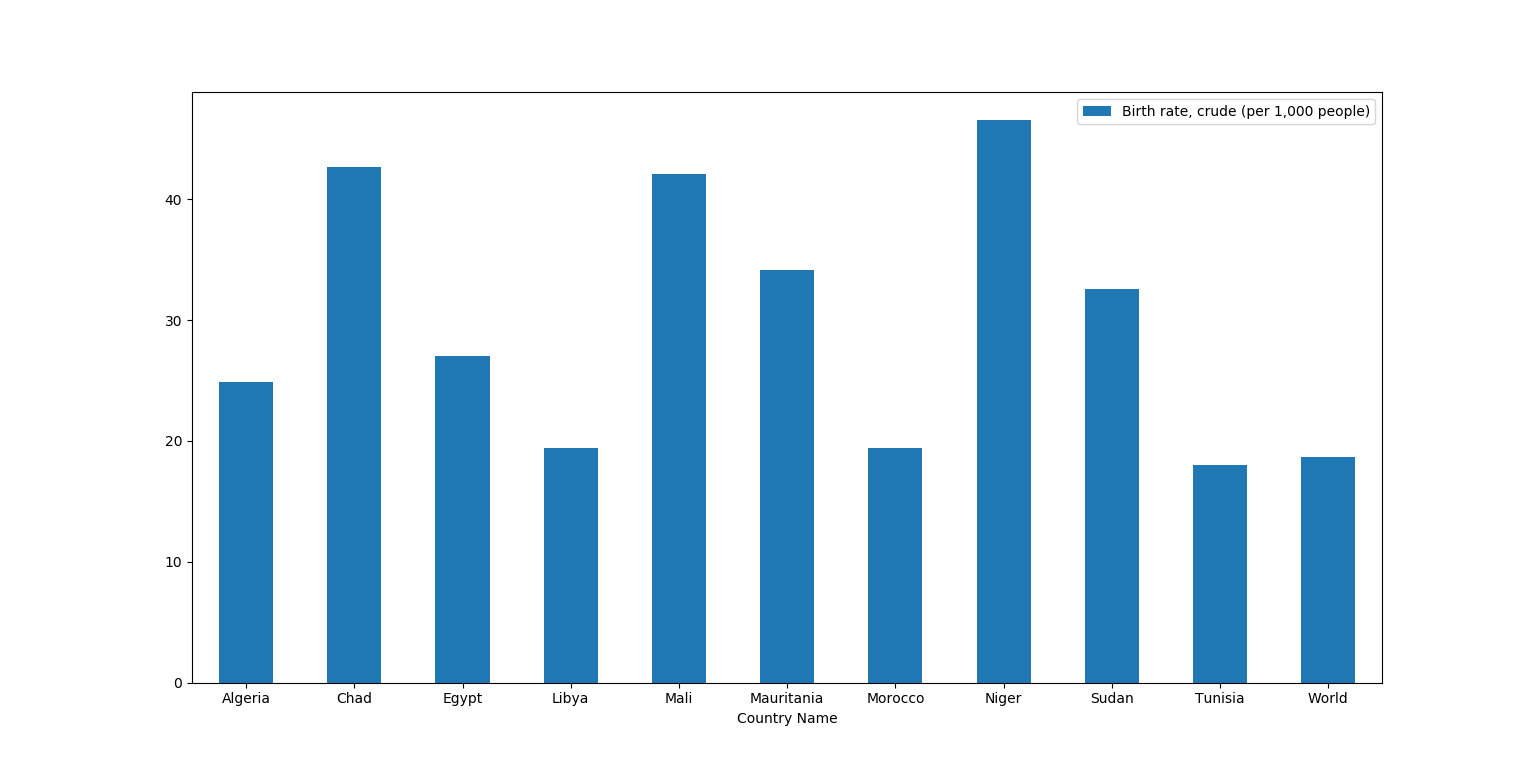 Birth rate, crude (per 1,000 people)
40
30
20
10
0
Algeria Chad Egypt Libya Mali Mauritania Morocco Niger Sudan Tunisia World
Country Name